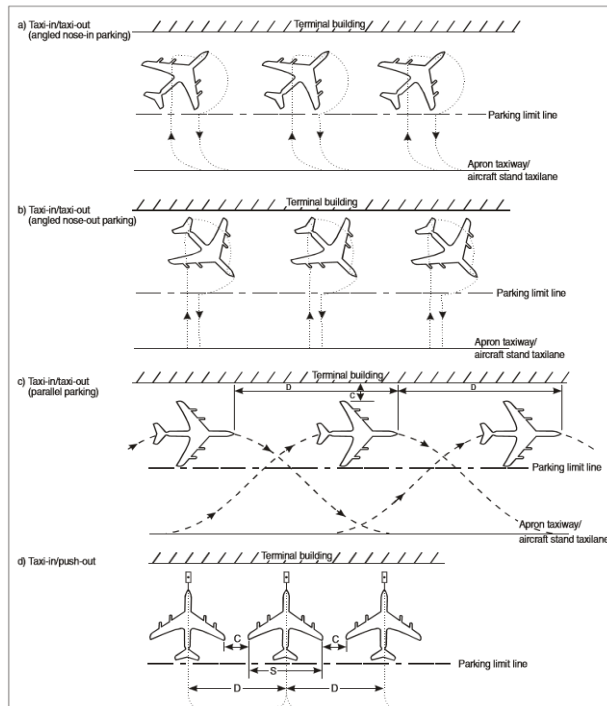 a) Taxi-in/taxi-out
(angled nose-in parking)
Terminal building
Parking limit line
Apron taxiway/
aircraft stand taxilane
b) Taxi-in/taxi-out
(angled nose-out parking)
Terminal building
Parking limit line
Apron taxiway/
aircraft stand taxilane
c) Taxi-in/taxi-out
(parallel parking)
Terminal building
D
C
D
Parking limit line
Apron taxiway/
aircraft stand taxilane
d) Taxi-in/push-out
Terminal building
C
C
S
Parking limit line
D
D